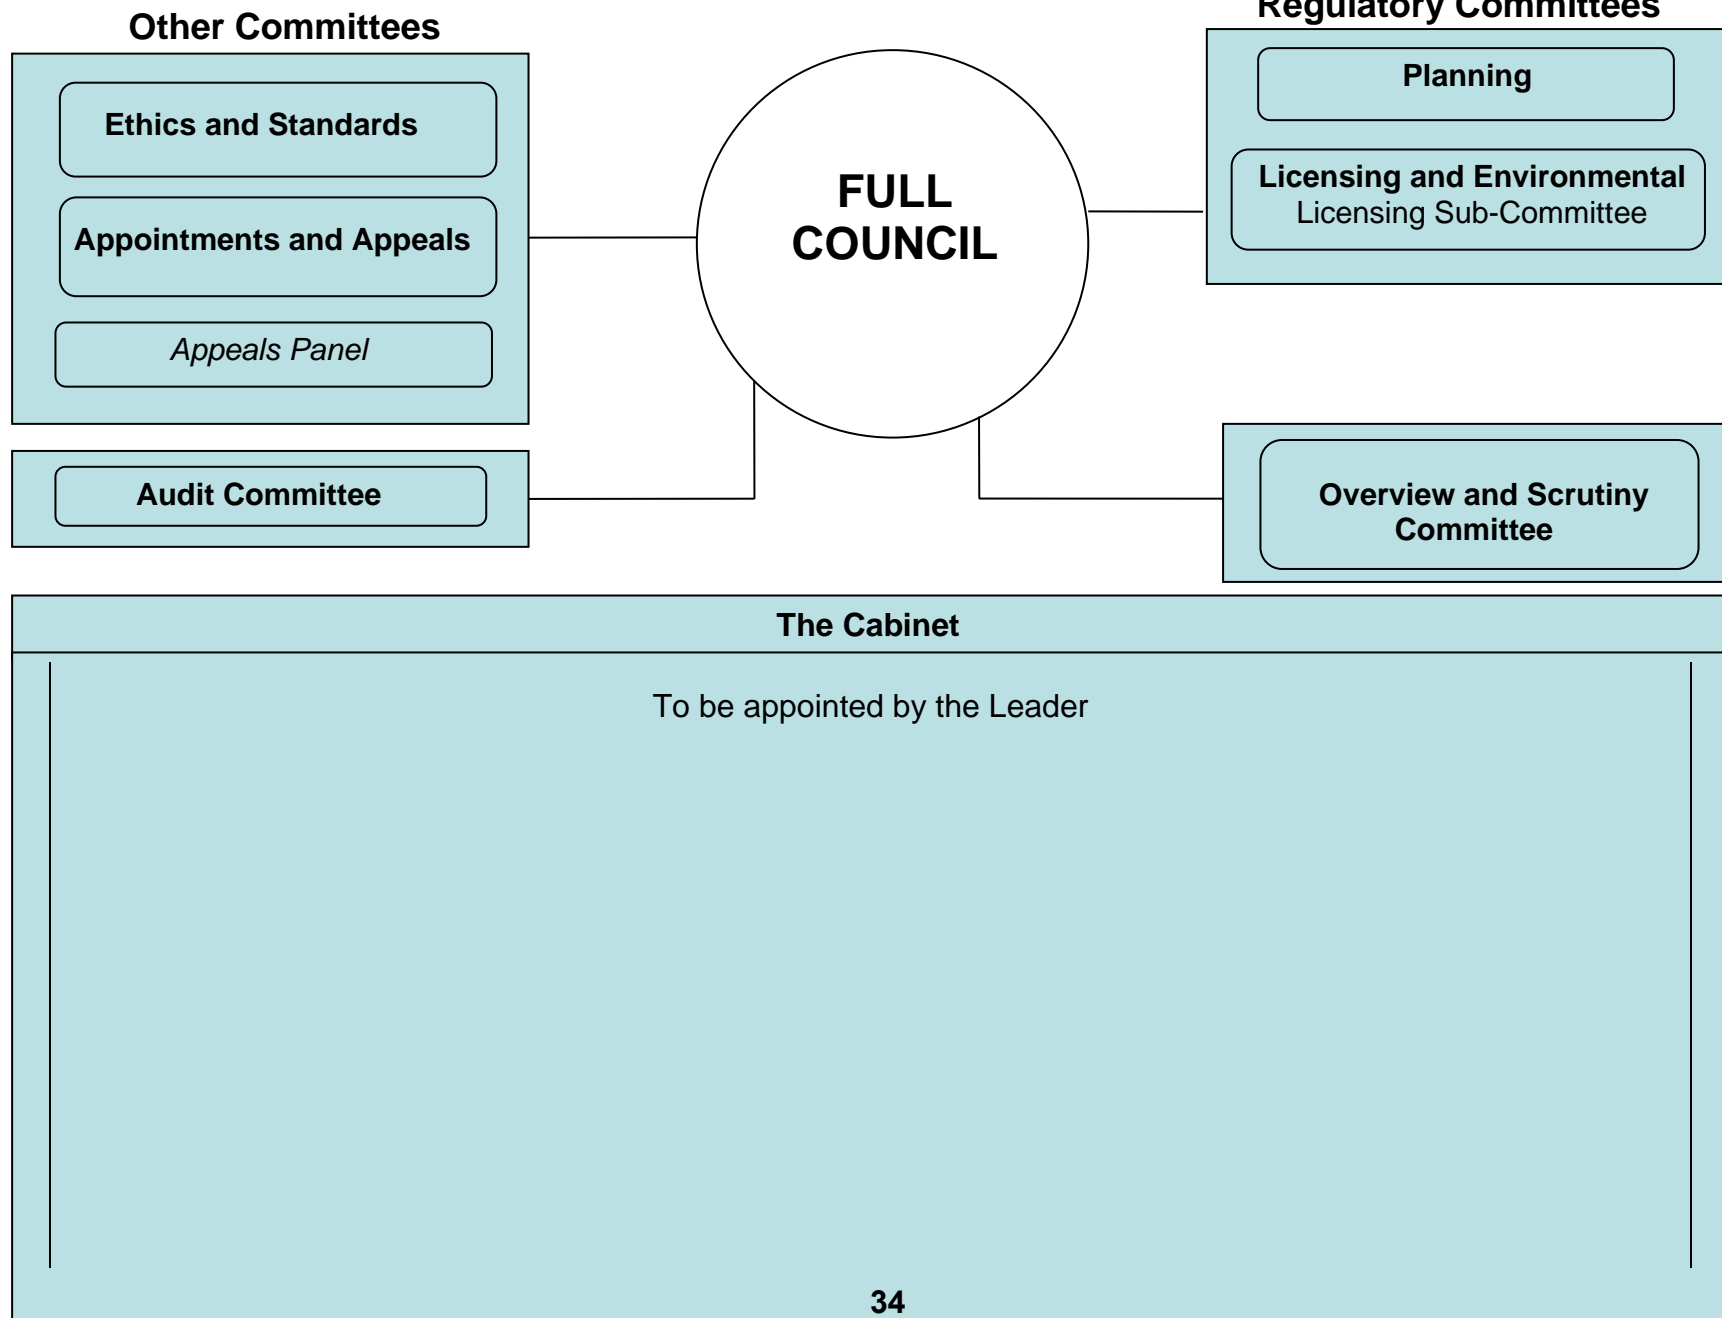 Other Committees
Ethics and Standards
Appointments and Appeals
Appeals Panel
Audit Committee
FULL
COUNCIL
Regulatory Committees
Planning
Licensing and Environmental
Licensing Sub-Committee
Overview and Scrutiny
Committee
The Cabinet
To be appointed by the Leader
34